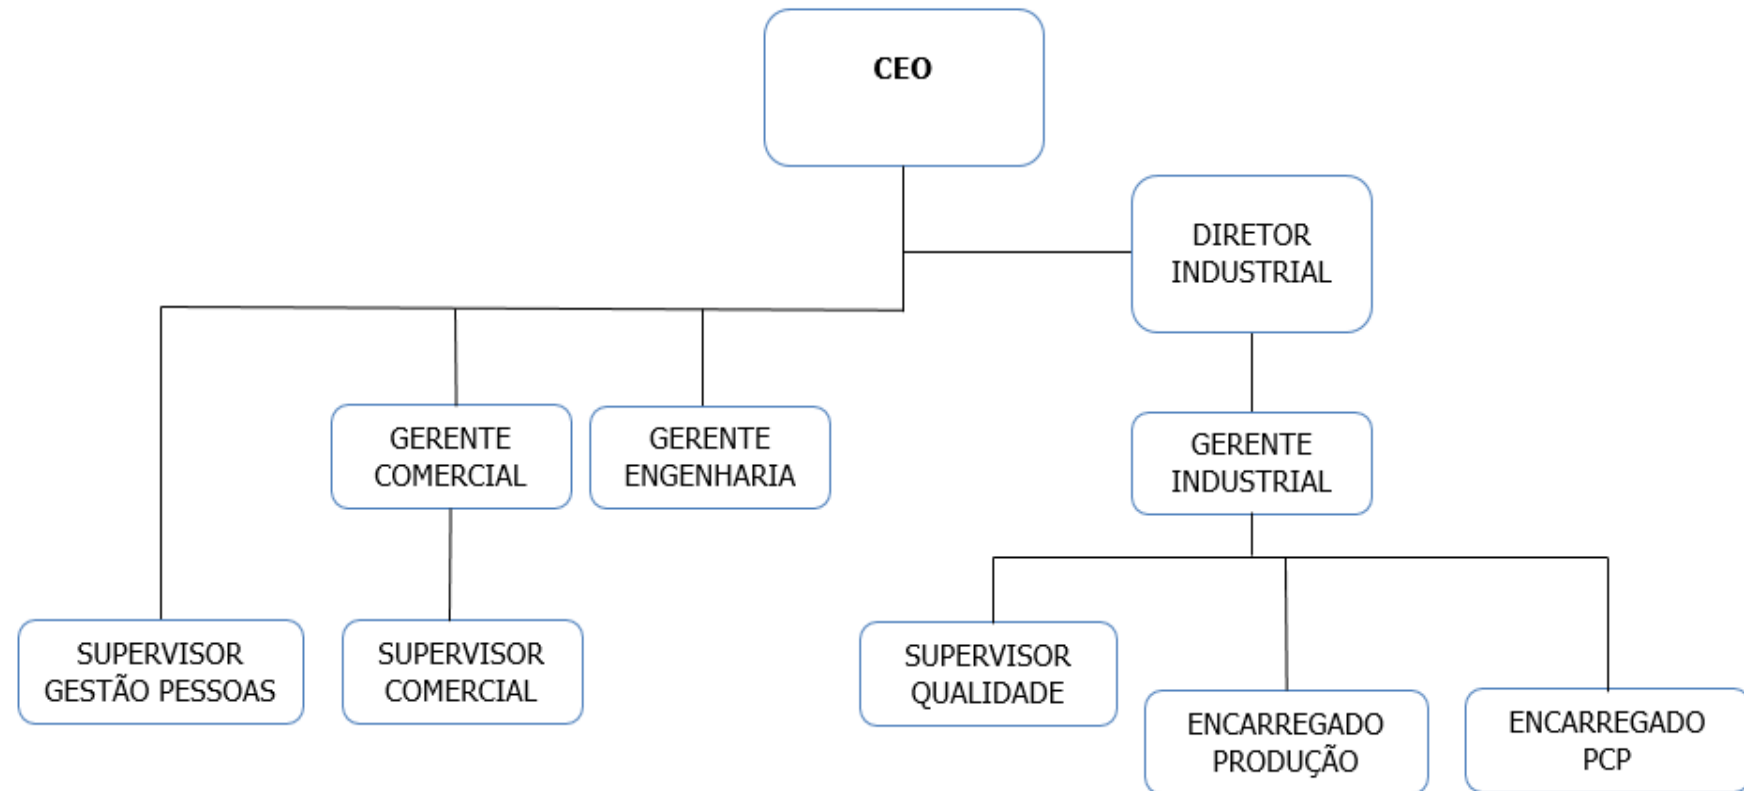 CEO
DIRETOR
INDUSTRIAL
GERENTE
COMERCIAL
GERENTE
ENGENHARIA
GERENTE
INDUSTRIAL
SUPERVISOR
GESTÃO PESSOAS
SUPERVISOR
COMERCIAL
SUPERVISOR
QUALIDADE
ENCARREGADO
PRODUÇÃO
ENCARREGADO
PCP